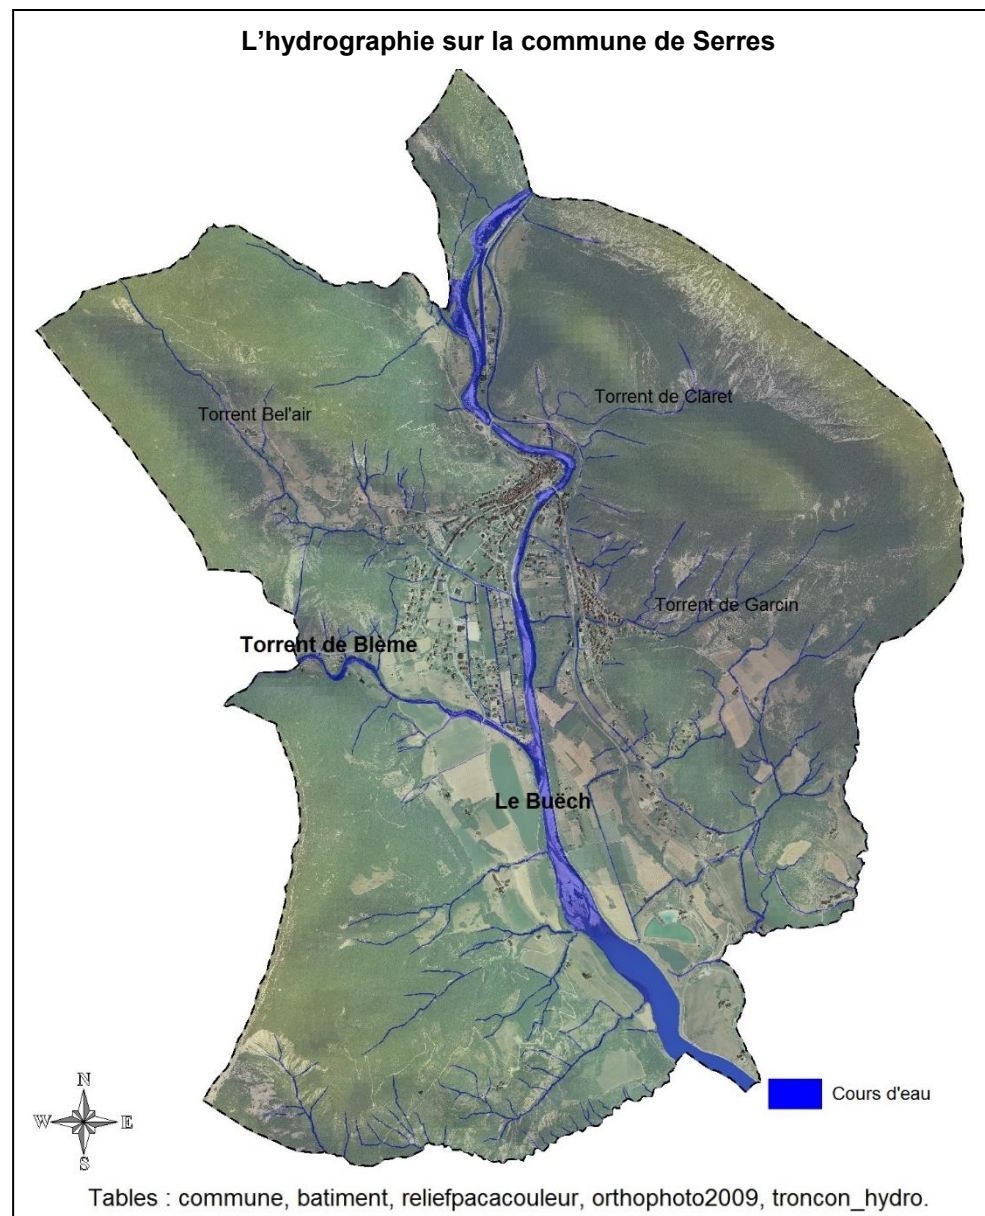 L'hydrographie sur la commune de Serres
Torrent de Claret
Torrent Bel'air
Torrent de Garcin
Torrent de Blème
Le Buëch
N
W E
S
Cours d'eau
Tables : commune, batiment, reliefpacacouleur, orthophoto2009, troncon_hydro.